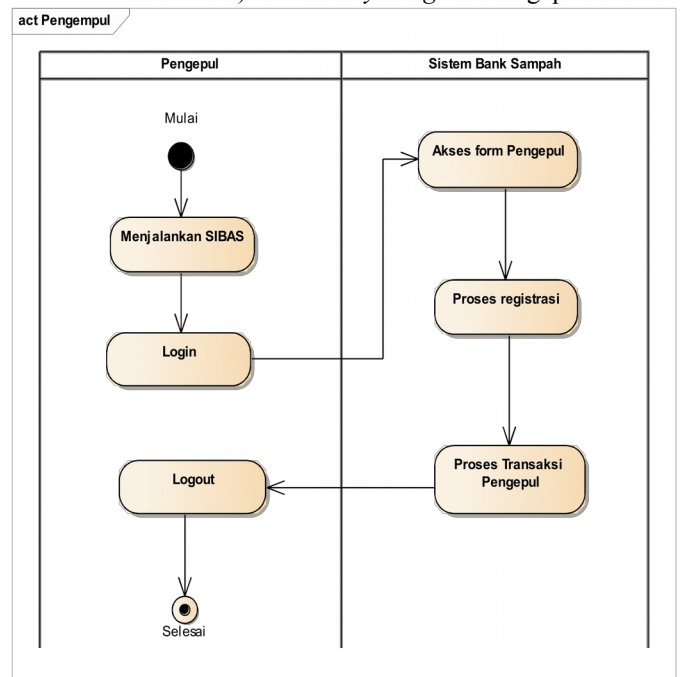 act Pengempul
Pengepul
Sistem Bank Sampah
Mulai
Menjalankan SIBAS
Login
Akses form Pengepul
Proses registrasi
Proses Transaksi
Pengepul
Logout
Selesai